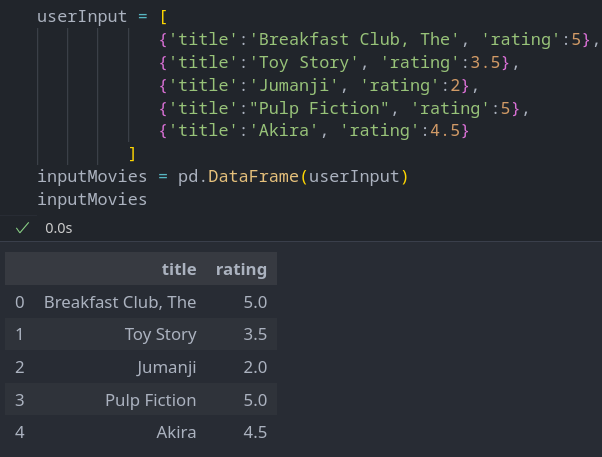 userInput = [
{'title':'Breakfast Club, The', 'rating':5},
{'title':'Toy Story', 'rating':3.5},
{'title':'Jumanji', 'rating':2},
{'title':"Pulp Fiction", 'rating':5},
{'title':'Akira', 'rating':4.5}
]
inputMovies = pd.DataFrame(userInput)
inputMovies
0.0s
title rating
0 Breakfast Club, The 5.0
1 Toy Story 3.5
2 Jumanji 2.0
3 Pulp Fiction 5.0
4 Akira 4.5